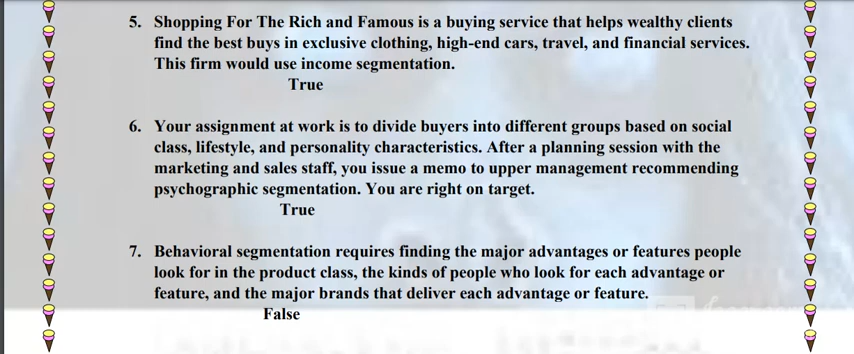 5. Shopping For The Rich and Famous is a buying service that helps wealthy clients
find the best buys in exclusive clothing, high-end cars, travel, and financial services.
This firm would use income segmentation.
True
6. Your assignment at work is to divide buyers into different groups based on social
class, lifestyle, and personality characteristics. After a planning session with the
marketing and sales staff, you issue a memo to upper management recommending
psychographic segmentation. You are right on target.
True
7. Behavioral segmentation requires finding the major advantages or features people
look for in the product class, the kinds of people who look for each advantage or
feature, and the major brands that deliver each advantage or feature.
False